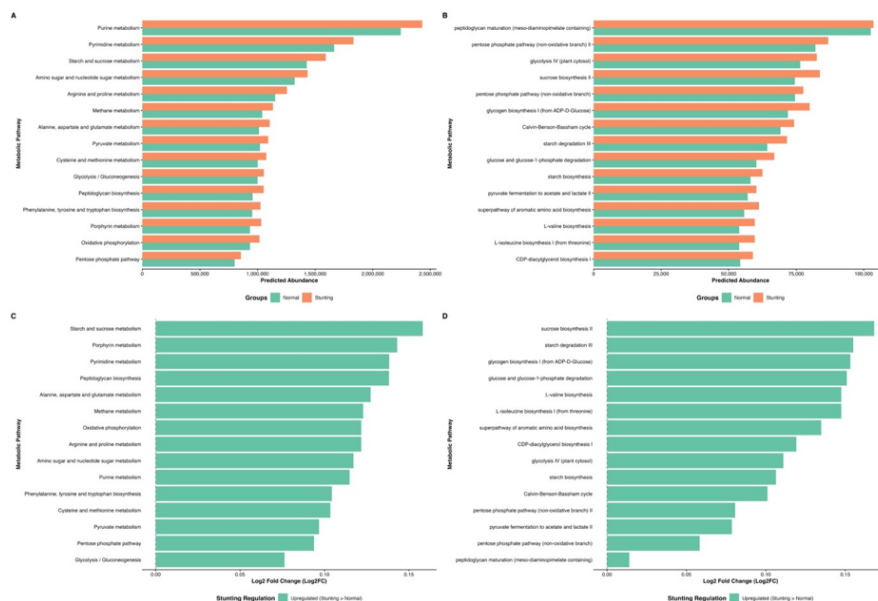 A
Metabolic Pathway
Purine metabolism
Pyrimidine metabolism
Starch and sucrose metabolism
Amino sugar and nucleotide sugar metabolism
Arginine and proline metabolism
Methane metabolism
Alanine, aspartate and glutamate metabolism
Pyruvate metabolism
Cysteine and methionine metabolism
Glycolysis / Gluconeogenesis
Peptidoglycan biosynthesis
Phenylalanine, tyrosine and tryptophan biosynthesis
Porphyrin metabolism
Oxidative phosphorylation
Pentose phosphate pathway
0 500,000 1,000,000 1,500,000 2,000,000 2,500,000
Predicted Abundance
Groups Normal Stunting
B
Metabolic Pathway
peptidoglycan maturation (meso-diaminopimelate containing)
pentose phosphate pathway (non-oxidative branch) II
glycolysis IV (plant cytosol)
sucrose biosynthesis II
pentose phosphate pathway (non-oxidative branch)
glycogen biosynthesis I (from ADP-D-Glucose)
Calvin-Benson-Bassham cycle
starch degradation III
glucose and glucose-1-phosphate degradation
starch biosynthesis
pyruvate fermentation to acetate and lactate II
superpathway of aromatic amino acid biosynthesis
L-valine biosynthesis
L-isoleucine biosynthesis I (from threonine)
CDP-diacylglycerol biosynthesis I
0 25,000 50,000 75,000 100,000
Predicted Abundance
Groups Normal Stunting
C
Metabolic Pathway
Starch and sucrose metabolism
Porphyrin metabolism
Pyrimidine metabolism
Peptidoglycan biosynthesis
Alanine, aspartate and glutamate metabolism
Methane metabolism
Oxidative phosphorylation
Arginine and proline metabolism
Amino sugar and nucleotide sugar metabolism
Purine metabolism
Phenylalanine, tyrosine and tryptophan biosynthesis
Cysteine and methionine metabolism
Pyruvate metabolism
Pentose phosphate pathway
Glycolysis / Gluconeogenesis
0.00 0.05 0.10 0.15
Log2 Fold Change (Log2FC)
Stunting Regulation Upregulated (Stunting > Normal)
D
Metabolic Pathway
sucrose biosynthesis II
starch degradation III
glycogen biosynthesis I (from ADP-D-Glucose)
glucose and glucose-1-phosphate degradation
L-valine biosynthesis
L-isoleucine biosynthesis I (from threonine)
superpathway of aromatic amino acid biosynthesis
CDP-diacylglycerol biosynthesis I
glycolysis IV (plant cytosol)
starch biosynthesis
Calvin-Benson-Bassham cycle
pentose phosphate pathway (non-oxidative branch) II
pyruvate fermentation to acetate and lactate II
pentose phosphate pathway (non-oxidative branch)
peptidoglycan maturation (meso-diaminopimelate containing)
0.00 0.05 0.10 0.15
Log2 Fold Change (Log2FC)
Stunting Regulation Upregulated (Stunting > Normal)